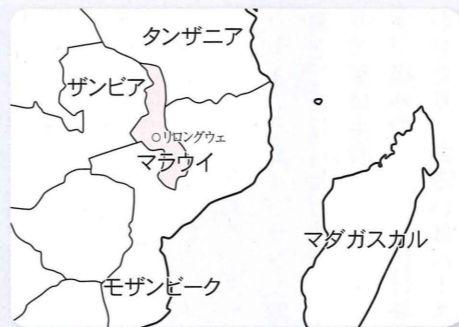 タンザニア
ザンビア
リロングウェ
マラウイ
マダガスカル
モザンビーク